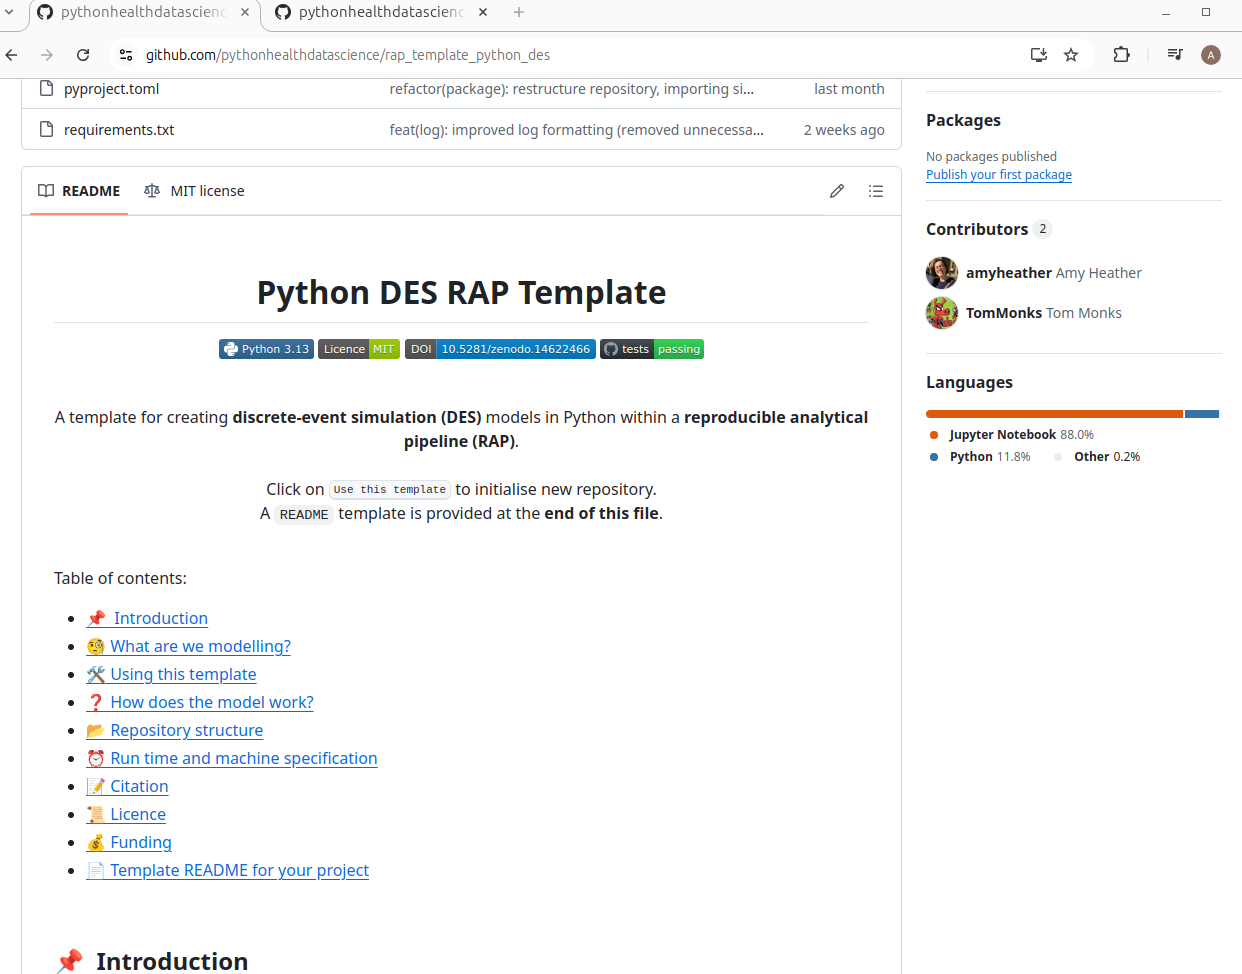 pythonhealthdatascienc
pythonhealthdatascienc
github.com/pythonhealthdatascience/rap_template_python_des
A
pyproject.toml refactor(package): restructure repository, importing si... last month
requirements.txt feat(log): improved log formatting (removed unnecessa... 2 weeks ago
README MIT license
Python DES RAP Template
Python 3.13 Licence MIT DOI 10.5281/zenodo.14622466 tests passing
A template for creating discrete-event simulation (DES) models in Python within a reproducible analytical
pipeline (RAP).
Click on Use this template to initialise new repository.
A README template is provided at the end of this file.
Table of contents:
📌 Introduction
🧐 What are we modelling?
🛠️ Using this template
❓ How does the model work?
📂 Repository structure
⏰ Run time and machine specification
📝 Citation
📜 Licence
💰 Funding
📄 Template README for your project
📌 Introduction
Packages
No packages published
Publish your first package
Contributors 2
amyheather Amy Heather
TomMonks Tom Monks
Languages
Jupyter Notebook 88.0%
Python 11.8% Other 0.2%